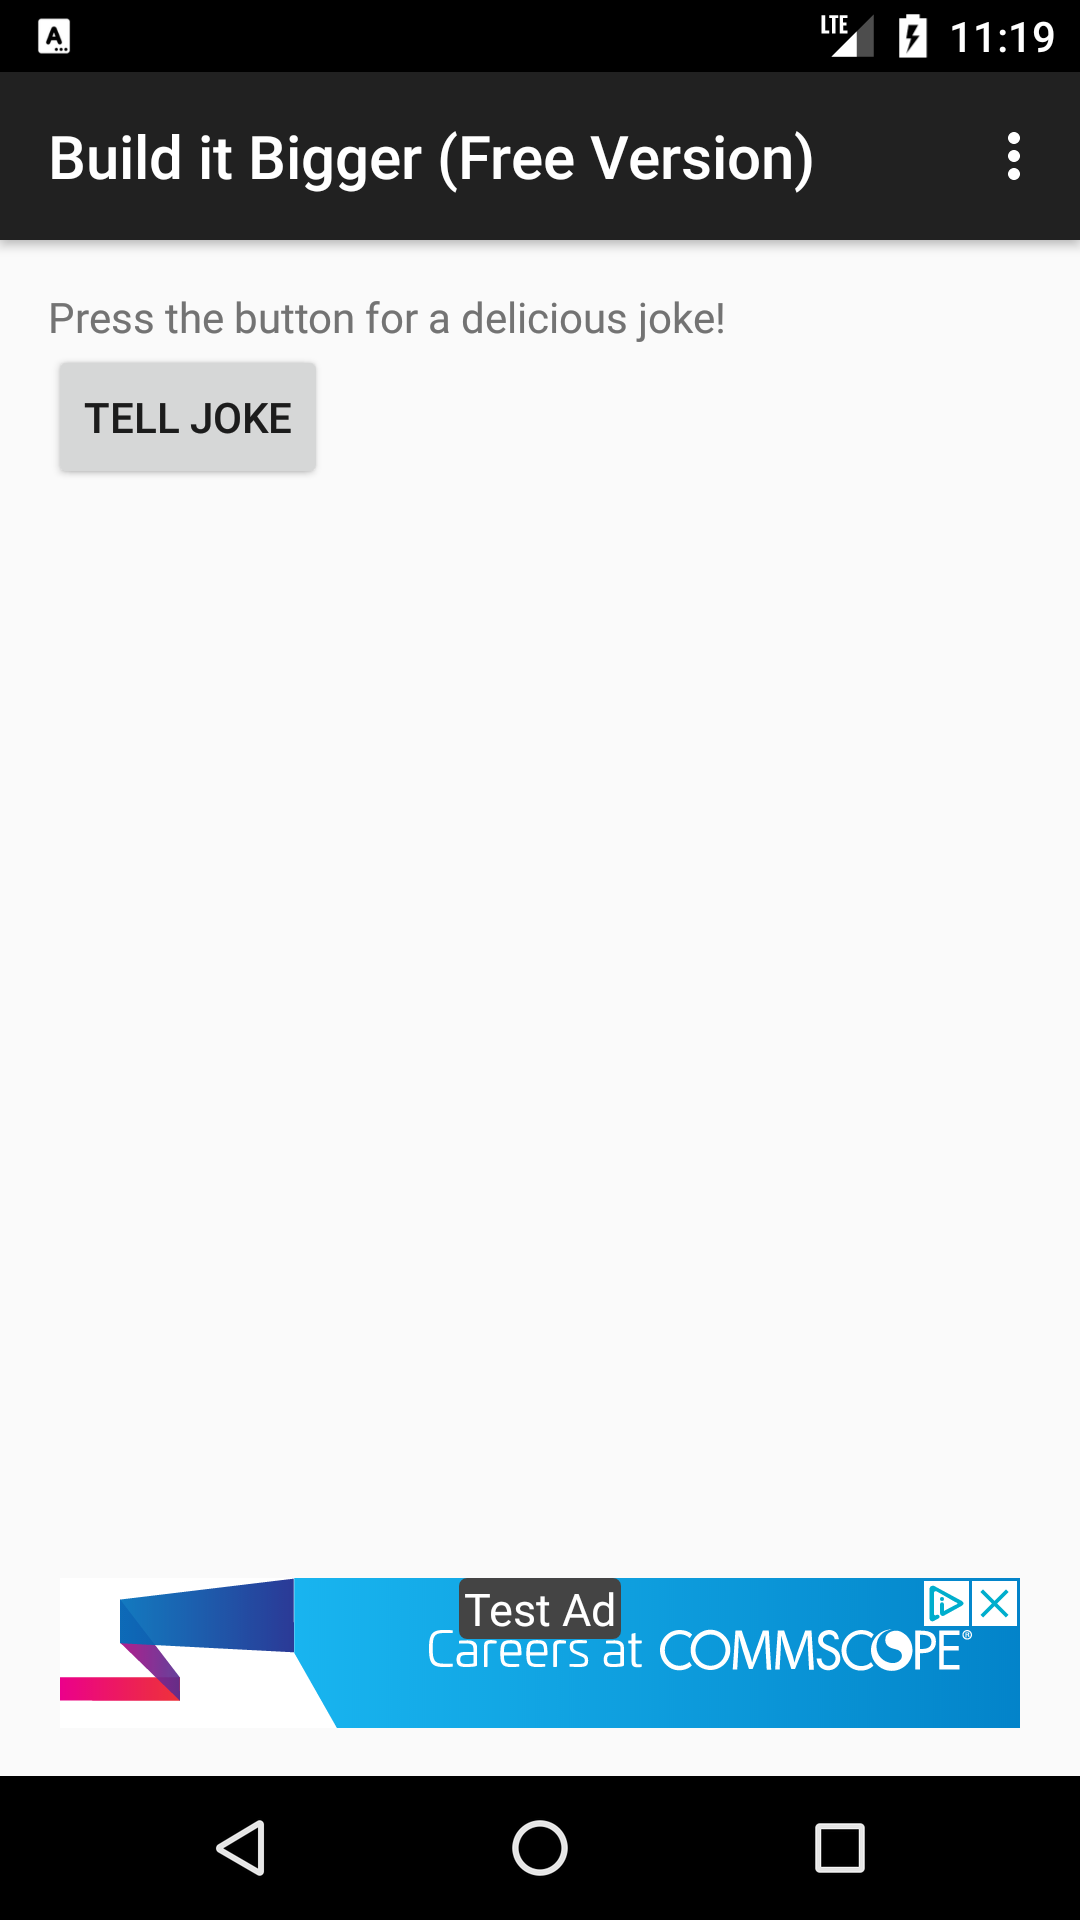 LTE 11:19
Build it Bigger (Free Version)
Press the button for a delicious joke!
TELL JOKE
Test Ad
Careers at COMMSCOPE®